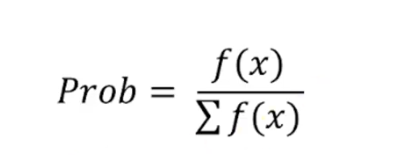 Prob = f(x) / ∑ f(x)